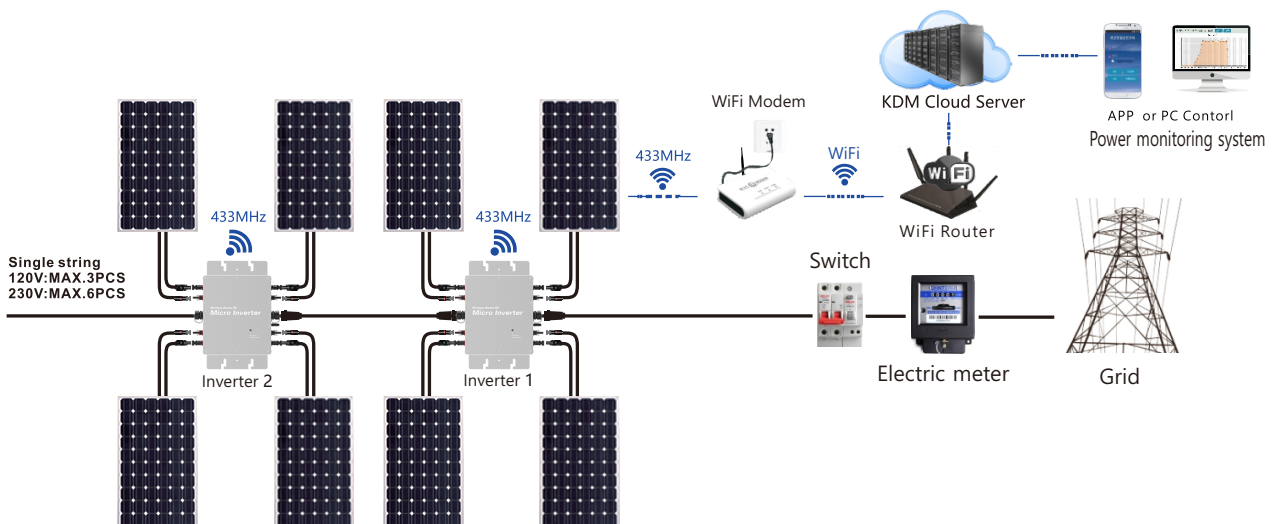 WiFi Modem
KDM Cloud Server
APP or PC Contorl
Power monitoring system
433MHz
WiFi
Wi Fi
WiFi Router
433MHz
433MHz
Single string
120V:MAX.3PCS
230V:MAX.6PCS
Micro Inverter
Micro Inverter
Inverter 2
Inverter 1
Switch
Electric meter
Grid